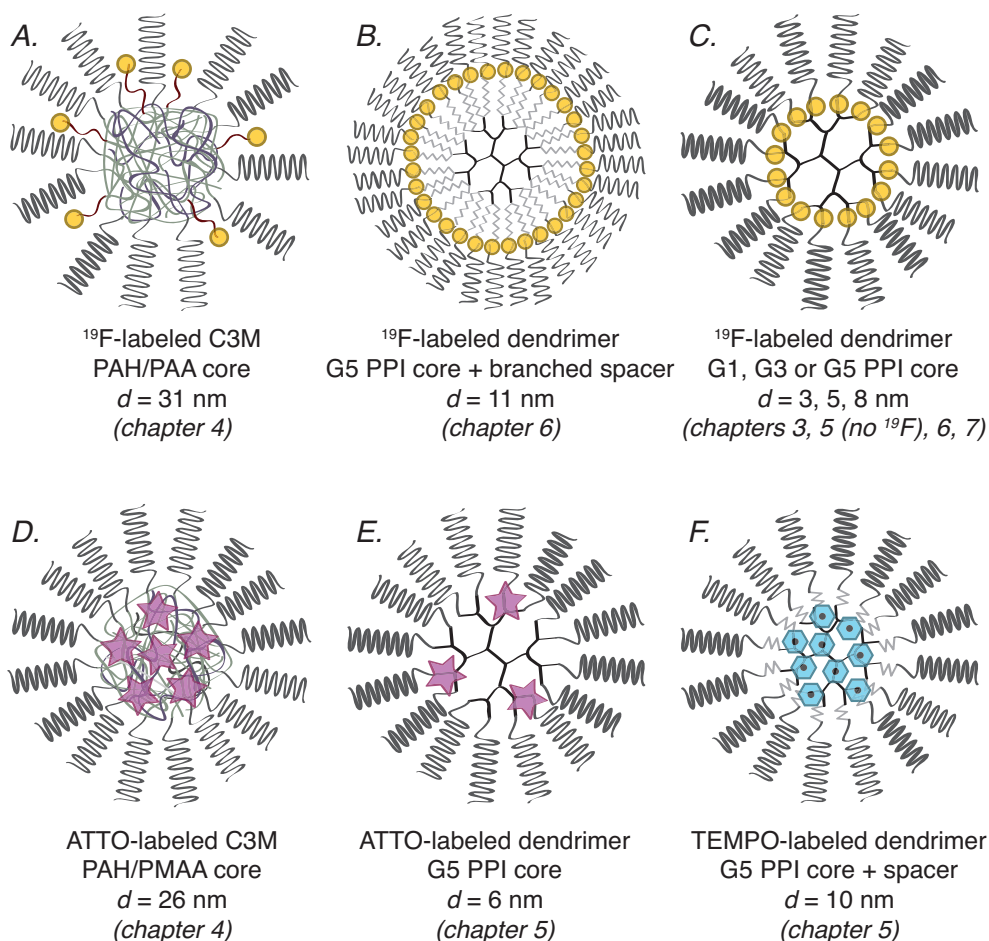 A.
B.
C.
¹⁹F-labeled C3M
PAH/PAA core
d = 31 nm
(chapter 4)
¹⁹F-labeled dendrimer
G5 PPI core + branched spacer
d = 11 nm
(chapter 6)
¹⁹F-labeled dendrimer
G1, G3 or G5 PPI core
d = 3, 5, 8 nm
(chapters 3, 5 (no ¹⁹F), 6, 7)
D.
E.
F.
ATTO-labeled C3M
PAH/PMAA core
d = 26 nm
(chapter 4)
ATTO-labeled dendrimer
G5 PPI core
d = 6 nm
(chapter 5)
TEMPO-labeled dendrimer
G5 PPI core + spacer
d = 10 nm
(chapter 5)